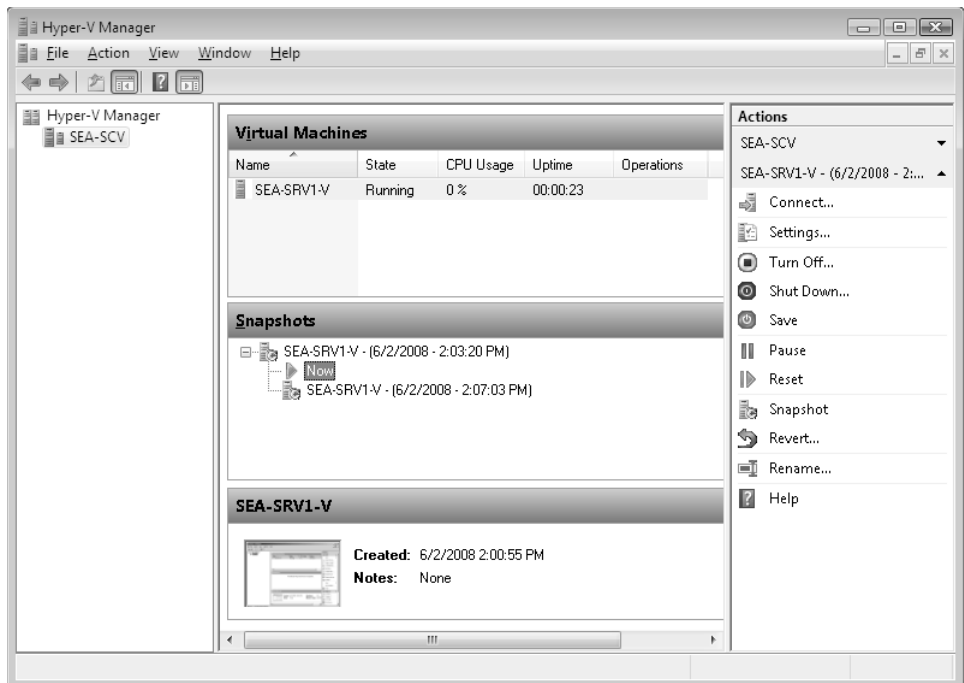 Hyper-V Manager
File Action View Window Help
Hyper-V Manager
SEA-SCV
Virtual Machines
Name State CPU Usage Uptime Operations
SEA-SRV1-V Running 0 % 00:00:23
Snapshots
SEA-SRV1-V - (6/2/2008 - 2:03:20 PM)
Now
SEA-SRV1-V - (6/2/2008 - 2:07:03 PM)
SEA-SRV1-V
Created: 6/2/2008 2:00:55 PM
Notes: None
Actions
SEA-SCV
SEA-SRV1-V - (6/2/2008 - 2:...
Connect...
Settings...
Turn Off...
Shut Down...
Save
Pause
Reset
Snapshot
Revert...
Rename...
Help